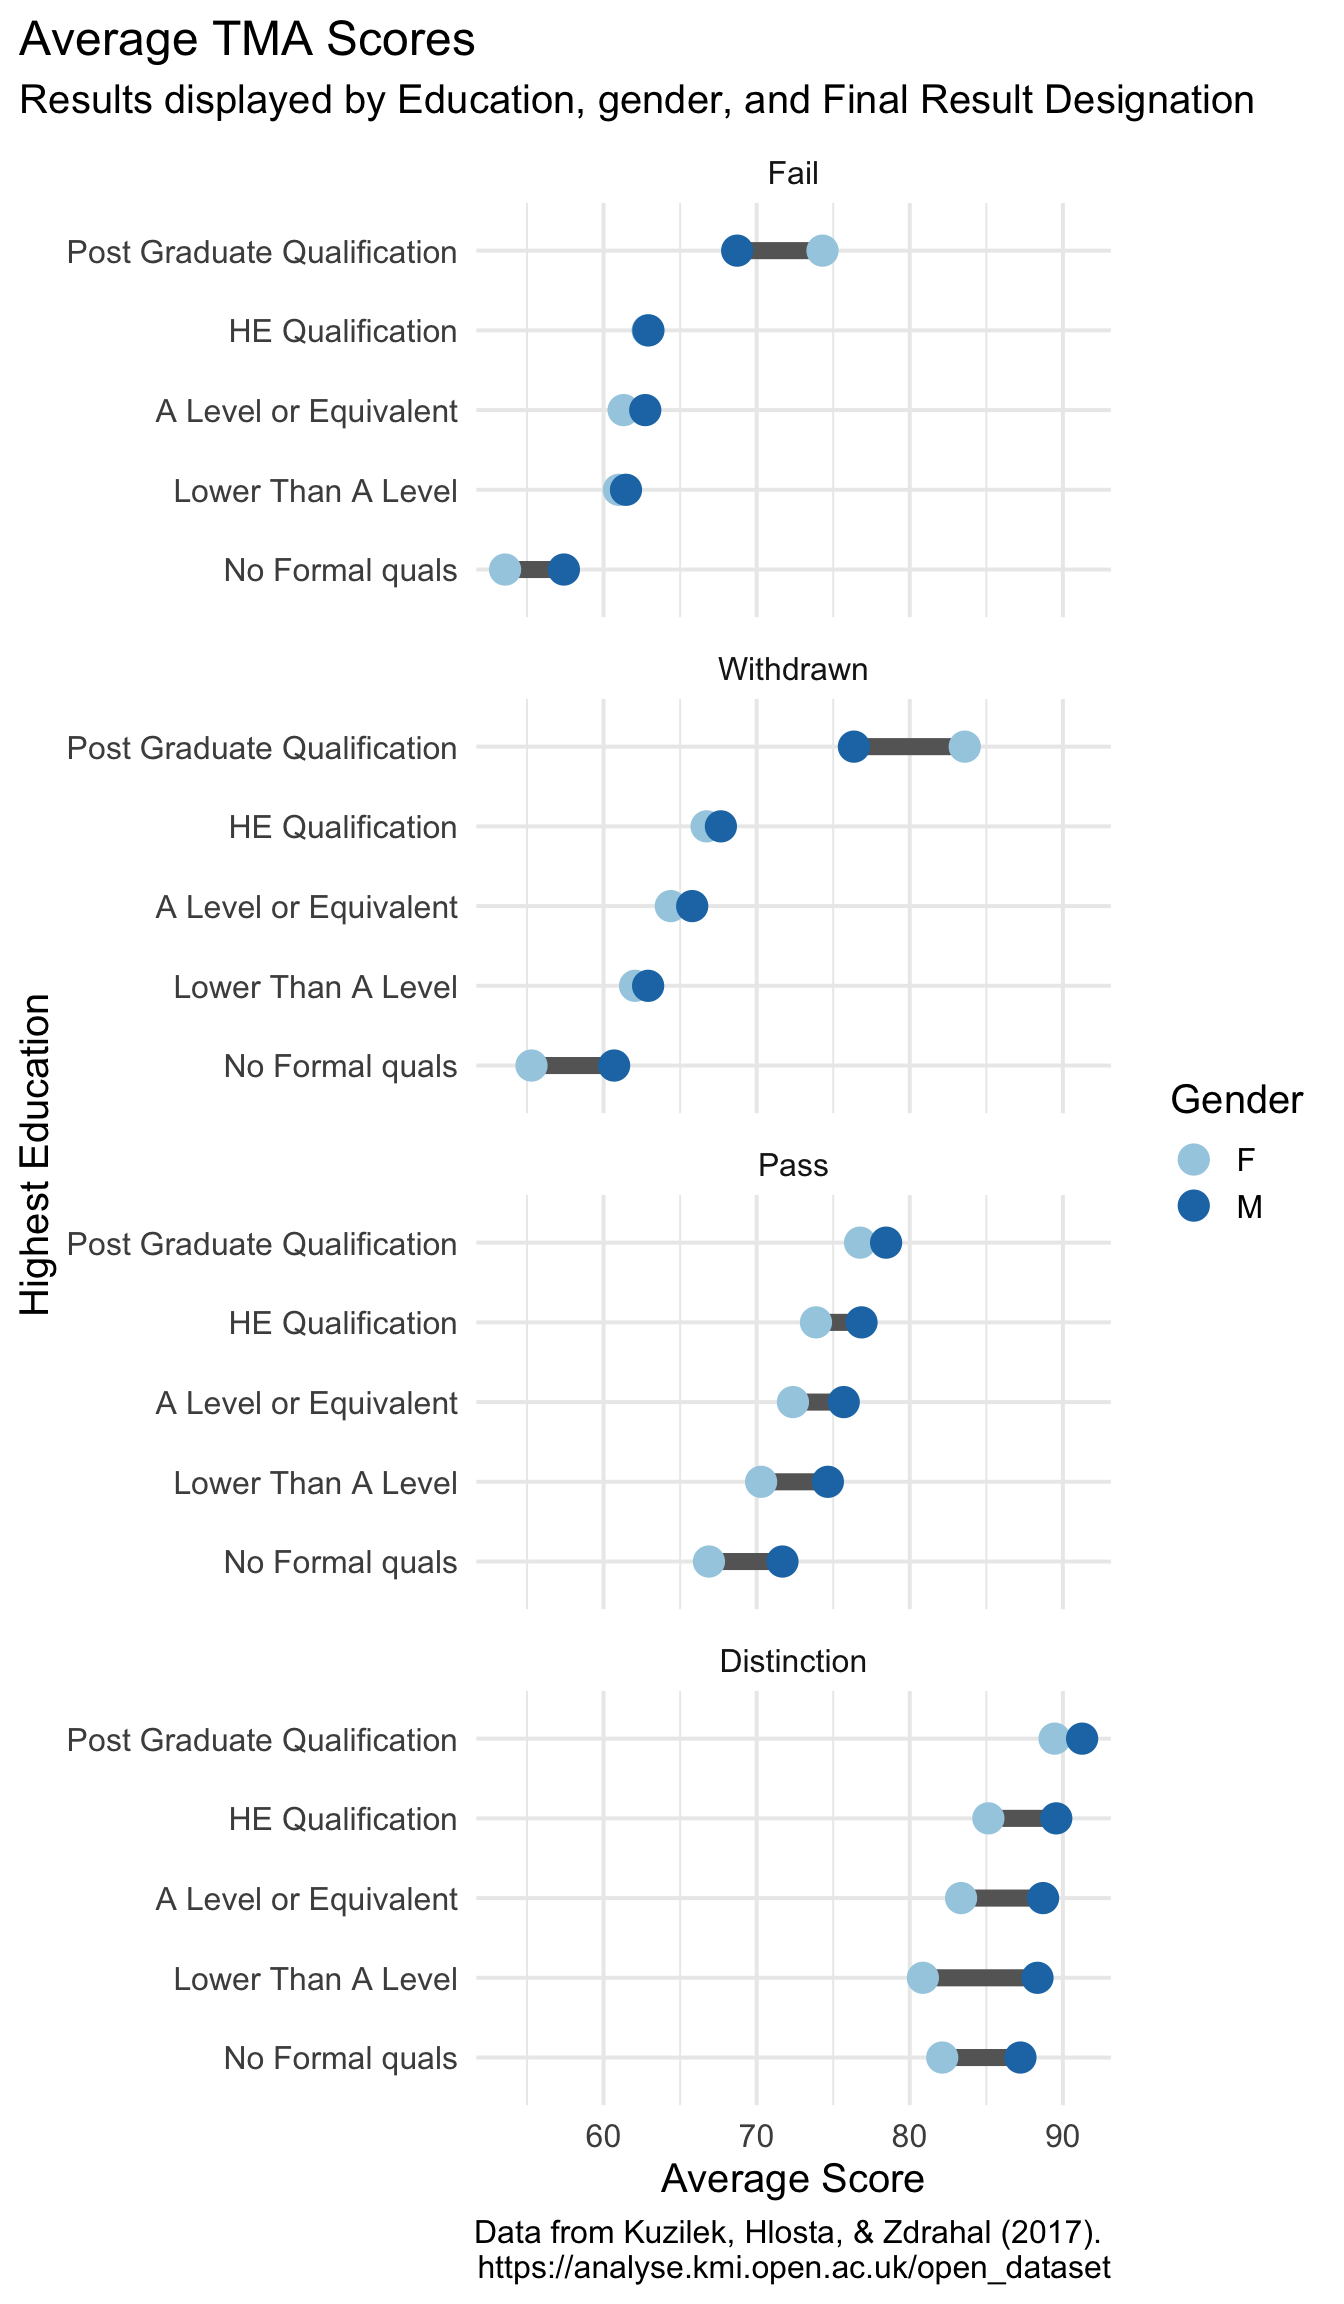 Average TMA Scores
Results displayed by Education, gender, and Final Result Designation
Fail
Post Graduate Qualification
HE Qualification
A Level or Equivalent
Lower Than A Level
No Formal quals
Withdrawn
Post Graduate Qualification
HE Qualification
A Level or Equivalent
Lower Than A Level
No Formal quals
Highest Education
Gender
F
M
Pass
Post Graduate Qualification
HE Qualification
A Level or Equivalent
Lower Than A Level
No Formal quals
Distinction
Post Graduate Qualification
HE Qualification
A Level or Equivalent
Lower Than A Level
No Formal quals
60 70 80 90
Average Score
Data from Kuzilek, Hlosta, & Zdrahal (2017).
https://analyse.kmi.open.ac.uk/open_dataset